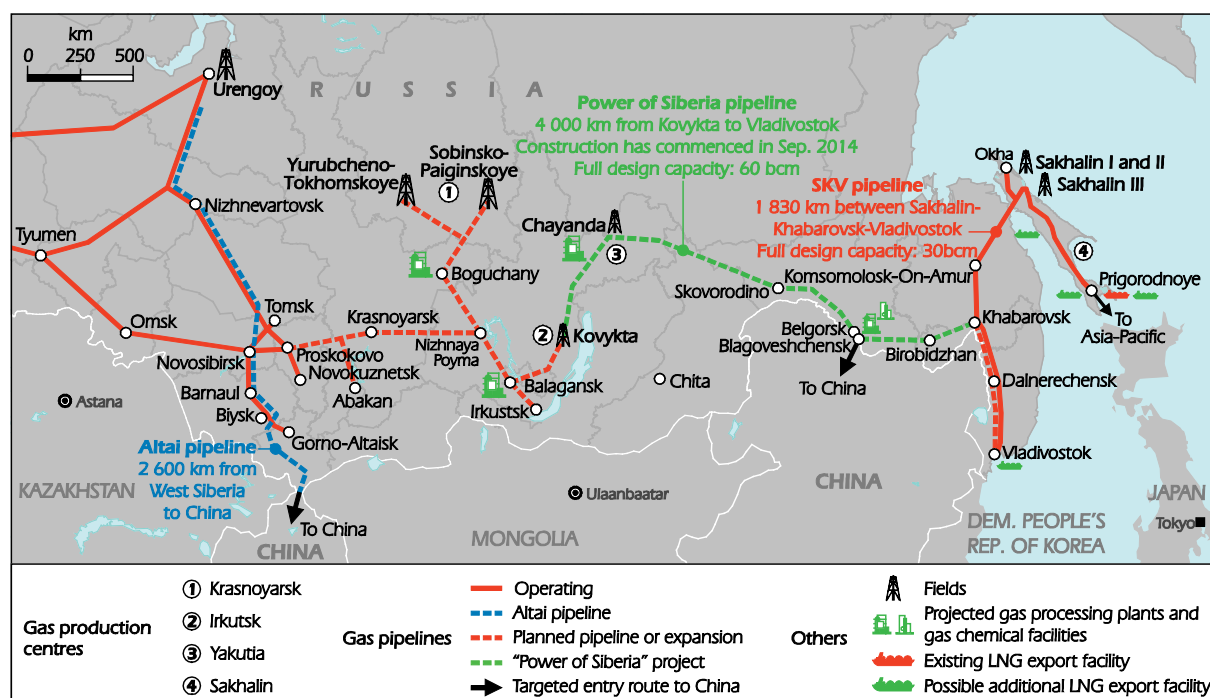 km
0 250 500
Urengoy
R U S S I A
Power of Siberia pipeline
4 000 km from Kovykta to Vladivostok
Construction has commenced in Sep. 2014
Full design capacity: 60 bcm
Yurubcheno-
Tokhomskoye
Sobinsko-
Paiginskoye
1
Okha
Sakhalin I and II
Sakhalin III
SKV pipeline
1 830 km between Sakhalin-
Khabarovsk-Vladivostok
Full design capacity: 30bcm
Nizhnevartovsk
Chayanda
3
Tyumen
4
Boguchany
Komsomolosk-On-Amur
Prigorodnoye
Skovorodino
To
Asia-Pacific
Tomsk
Omsk
Krasnoyarsk
Nizhnaya
Poyma
2
Kovykta
Belgorsk
Blagoveshchensk
Khabarovsk
Birobidzhan
Novosibirsk
Proskokovo
Novokuznetsk
Abakan
Balagansk
Chita
To China
Dalnerechensk
Astana
Barnaul
Biysk
Irkustsk
Gorno-Altaisk
Altai pipeline
2 600 km from
West Siberia
to China
Vladivostok
KAZAKHSTAN
Ulaanbaatar
CHINA
JAPAN
To China
CHINA
MONGOLIA
DEM. PEOPLE'S
REP. OF KOREA
Tokyo
Gas production
centres
1 Krasnoyarsk
2 Irkutsk
3 Yakutia
4 Sakhalin
Gas pipelines
Operating
Altai pipeline
Planned pipeline or expansion
"Power of Siberia" project
Targeted entry route to China
Others
Fields
Projected gas processing plants and
gas chemical facilities
Existing LNG export facility
Possible additional LNG export facility